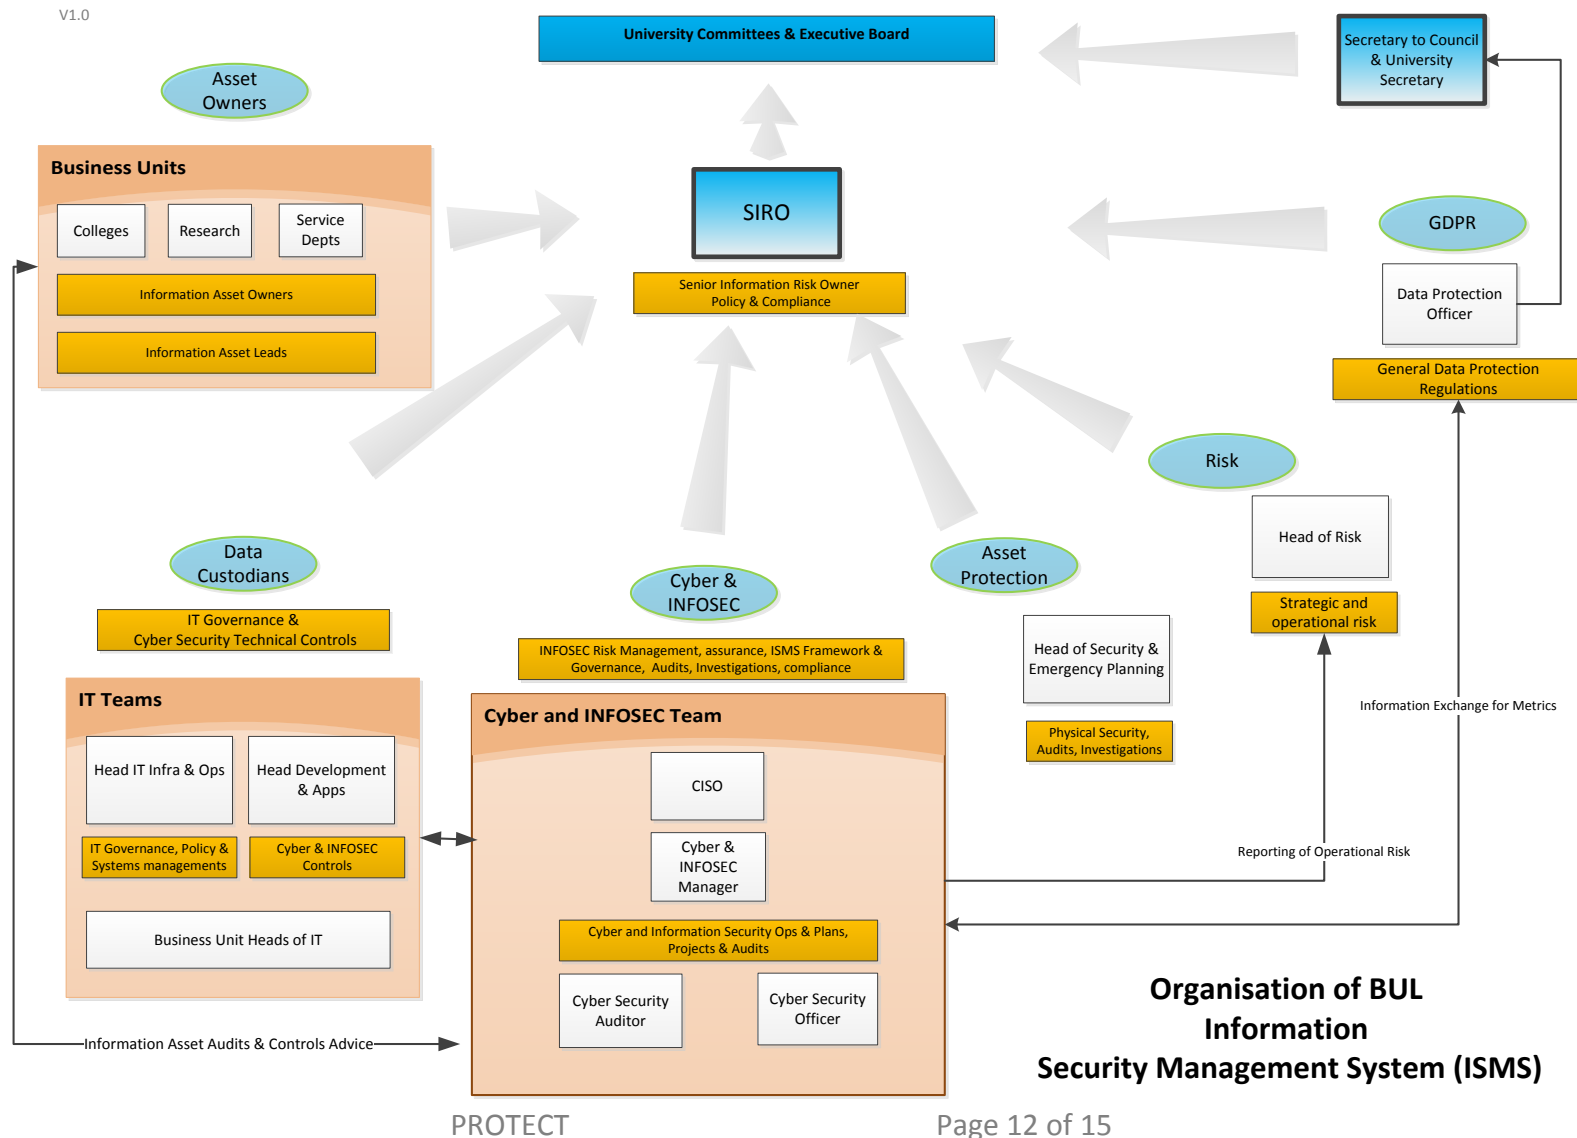 V1.0
University Committees & Executive Board
Secretary to Council
& University
Secretary
Asset
Owners
Business Units
Colleges
Research
Service
Depts
Information Asset Owners
Information Asset Leads
SIRO
Senior Information Risk Owner
Policy & Compliance
GDPR
Data Protection
Officer
General Data Protection
Regulations
Risk
Head of Risk
Strategic and
operational risk
Data
Custodians
IT Governance &
Cyber Security Technical Controls
Cyber &
INFOSEC
INFOSEC Risk Management, assurance, ISMS Framework &
Governance, Audits, Investigations, compliance
Asset
Protection
Head of Security &
Emergency Planning
Physical Security,
Audits, Investigations
IT Teams
Head IT Infra & Ops
Head Development
& Apps
IT Governance, Policy &
Systems managements
Cyber & INFOSEC
Controls
Business Unit Heads of IT
Cyber and INFOSEC Team
CISO
Cyber &
INFOSEC
Manager
Cyber and Information Security Ops & Plans,
Projects & Audits
Cyber Security
Auditor
Cyber Security
Officer
Information Exchange for Metrics
Reporting of Operational Risk
Information Asset Audits & Controls Advice
Organisation of BUL
Information
Security Management System (ISMS)
PROTECT
Page 12 of 15